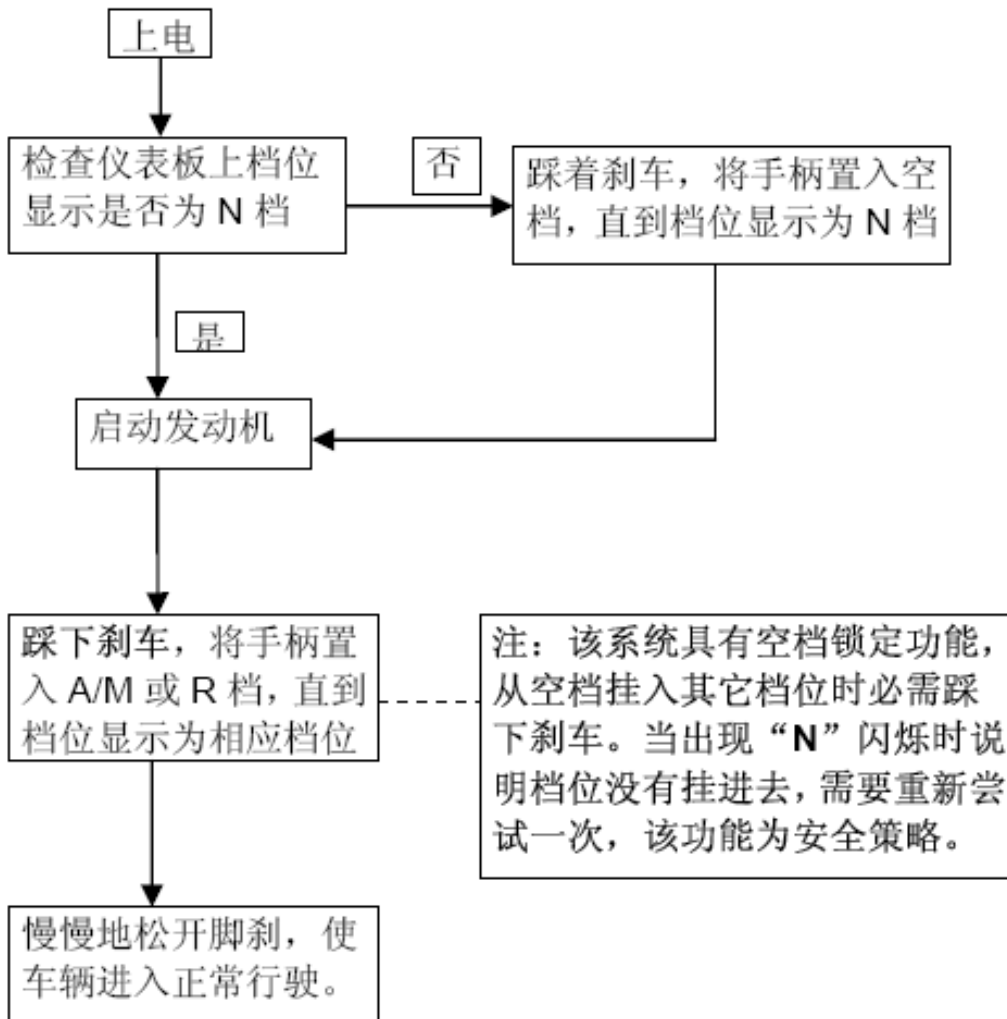 上电
检查仪表板上档位
显示是否为 N 档
否
踩着刹车，将手柄置入空
档，直到档位显示为 N 档
是
启动发动机
踩下刹车，将手柄置
入 A/M 或 R 档，直到
档位显示为相应档位
注：该系统具有空档锁定功能，
从空档挂入其它档位时必需踩
下刹车。当出现“N”闪烁时说
明档位没有挂进去，需要重新尝
试一次，该功能为安全策略。
慢慢地松开脚刹，使
车辆进入正常行驶。